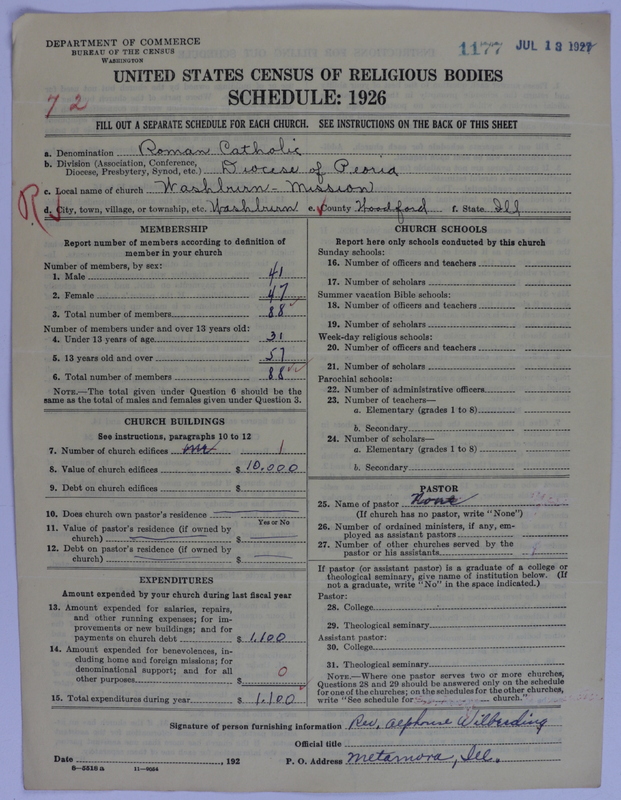 DEPARTMENT OF COMMERCE
BUREAU OF THE CENSUS
WASHINGTON
1177 JUL 13 1927
UNITED STATES CENSUS OF RELIGIOUS BODIES
72
SCHEDULE: 1926
FILL OUT A SEPARATE SCHEDULE FOR EACH CHURCH. SEE INSTRUCTIONS ON THE BACK OF THIS SHEET
a. Denomination Roman Catholic
b. Division (Association, Conference,
Diocese, Presbytery, Synod, etc.) Diocese of Peoria
c. Local name of church Washburn - Mission
d. City, town, village, or township, etc. Washburn e. County Woodford f. State Ill
MEMBERSHIP
Report number of members according to definition of
member in your church
Number of members, by sex:
1. Male 41
2. Female 47
3. Total number of members 88
Number of members under and over 13 years old:
4. Under 13 years of age 31
5. 13 years old and over 57
6. Total number of members 88
NOTE.—The total given under Question 6 should be the
same as the total of males and females given under Question 3.
CHURCH BUILDINGS
See instructions, paragraphs 10 to 12
7. Number of church edifices one 1
8. Value of church edifices $ 10,000
9. Debt on church edifices $
10. Does church own pastor's residence
Yes or No
11. Value of pastor's residence (if owned by
church) $
12. Debt on pastor's residence (if owned by
church) $
EXPENDITURES
Amount expended by your church during last fiscal year
13. Amount expended for salaries, repairs,
and other running expenses; for im-
provements or new buildings; and for
payments on church debt $ 1,100
14. Amount expended for benevolences, in-
cluding home and foreign missions; for
denominational support; and for all
other purposes $ 0
15. Total expenditures during year $ 1,100
CHURCH SCHOOLS
Report here only schools conducted by this church
Sunday schools:
16. Number of officers and teachers
17. Number of scholars
Summer vacation Bible schools:
18. Number of officers and teachers
19. Number of scholars
Week-day religious schools:
20. Number of officers and teachers
21. Number of scholars
Parochial schools:
22. Number of administrative officers
23. Number of teachers—
a. Elementary (grades 1 to 8)
b. Secondary
24. Number of scholars—
a. Elementary (grades 1 to 8)
b. Secondary
PASTOR
25. Name of pastor None
(If church has no pastor, write "None")
26. Number of ordained ministers, if any, em-
ployed as assistant pastors
27. Number of other churches served by the
pastor or his assistants
If pastor (or assistant pastor) is a graduate of a college or
theological seminary, give name of institution below. (If
not a graduate, write "No" in the space indicated.)
Pastor:
28. College
29. Theological seminary
Assistant pastor:
30. College
31. Theological seminary
NOTE.—Where one pastor serves two or more churches,
Questions 28 and 29 should be answered only on the schedule
for one of the churches; on the schedules for the other churches,
write "See schedule for church."
Signature of person furnishing information Rev. Alphonse Wilberding
Official title
Date , 192 P. O. Address Metamora, Ill.
8-5518 a 11-9084